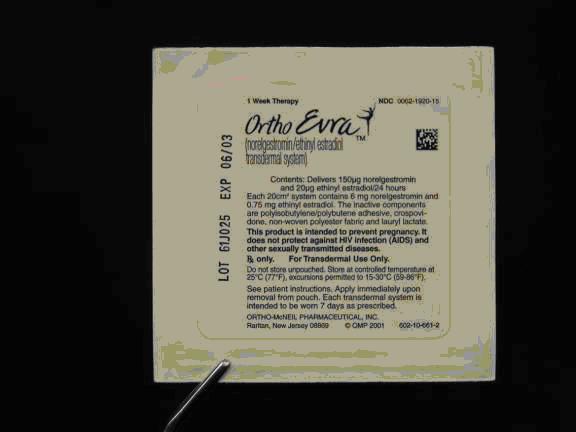 1 Week Therapy NDC 0062-1920-15
Ortho Evra TM
(norelgestromin/ethinyl estradiol
transdermal system)
Contents: Delivers 150µg norelgestromin
and 20µg ethinyl estradiol/24 hours
Each 20cm² system contains 6 mg norelgestromin and
0.75 mg ethinyl estradiol. The inactive components
are polyisobutylene/polybutene adhesive, crospovi-
done, non-woven polyester fabric and lauryl lactate.
This product is intended to prevent pregnancy. It
does not protect against HIV infection (AIDS) and
other sexually transmitted diseases.
℞ only. For Transdermal Use Only.
Do not store unpouched. Store at controlled temperature at
25°C (77°F), excursions permitted to 15-30°C (59-86°F).
See patient instructions. Apply immediately upon
removal from pouch. Each transdermal system is
intended to be worn 7 days as prescribed.
ORTHO-McNEIL PHARMACEUTICAL, INC.
Raritan, New Jersey 08869 © OMP 2001 602-10-661-2
LOT 61J025 EXP 06/03